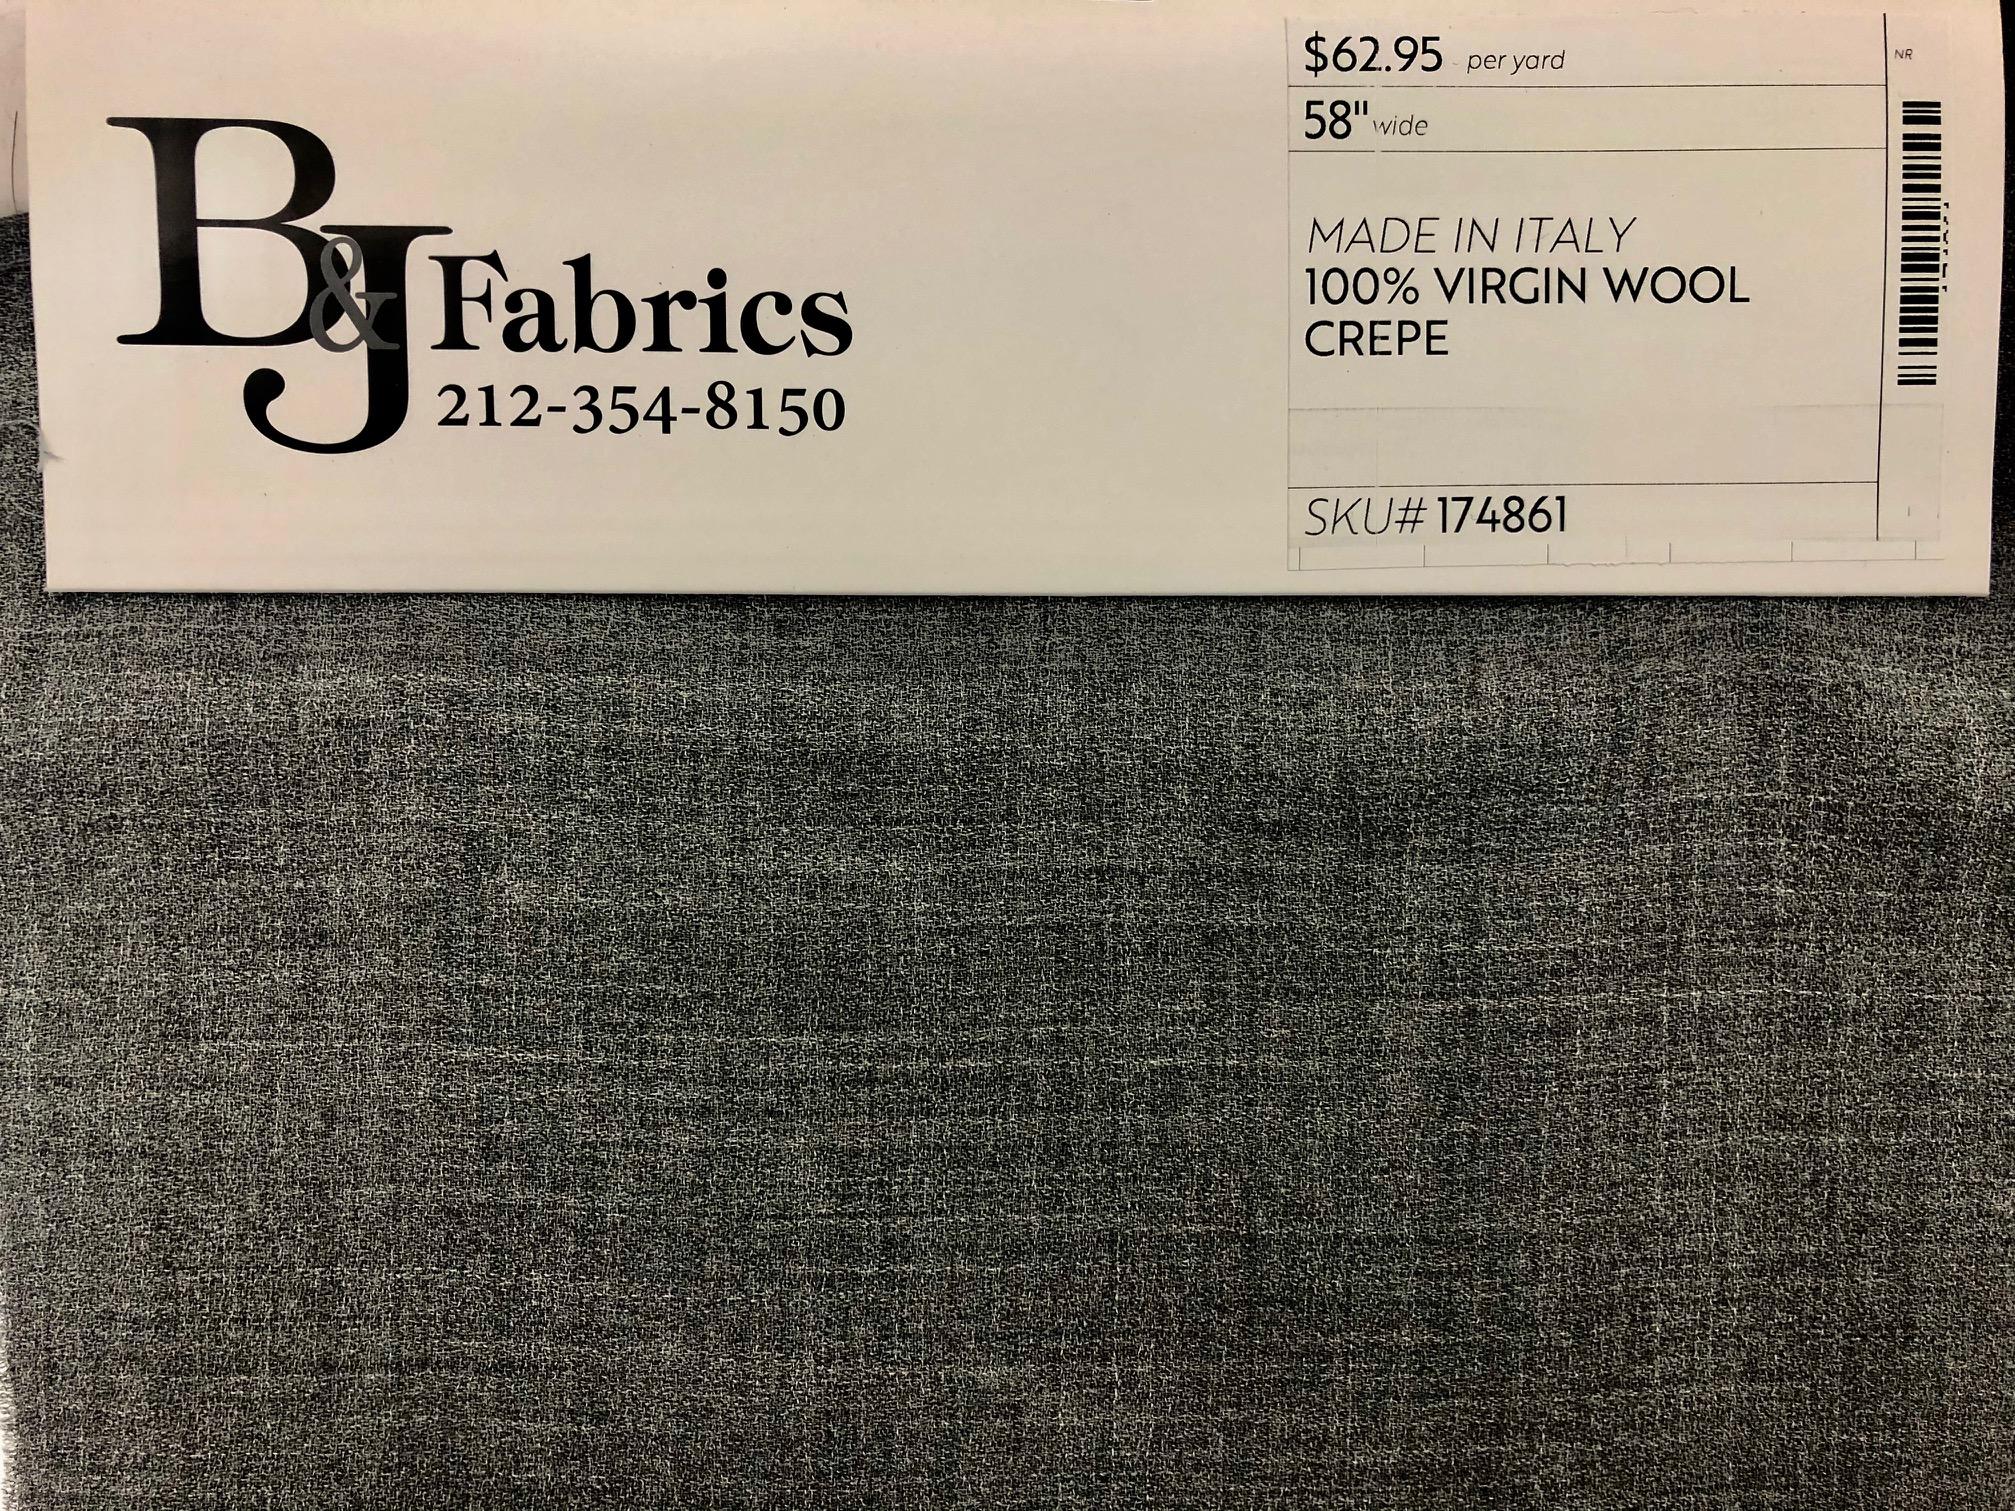 B&J Fabrics
212-354-8150
$62.95 per yard
NR
58" wide
MADE IN ITALY
100% VIRGIN WOOL
CREPE
SKU# 174861